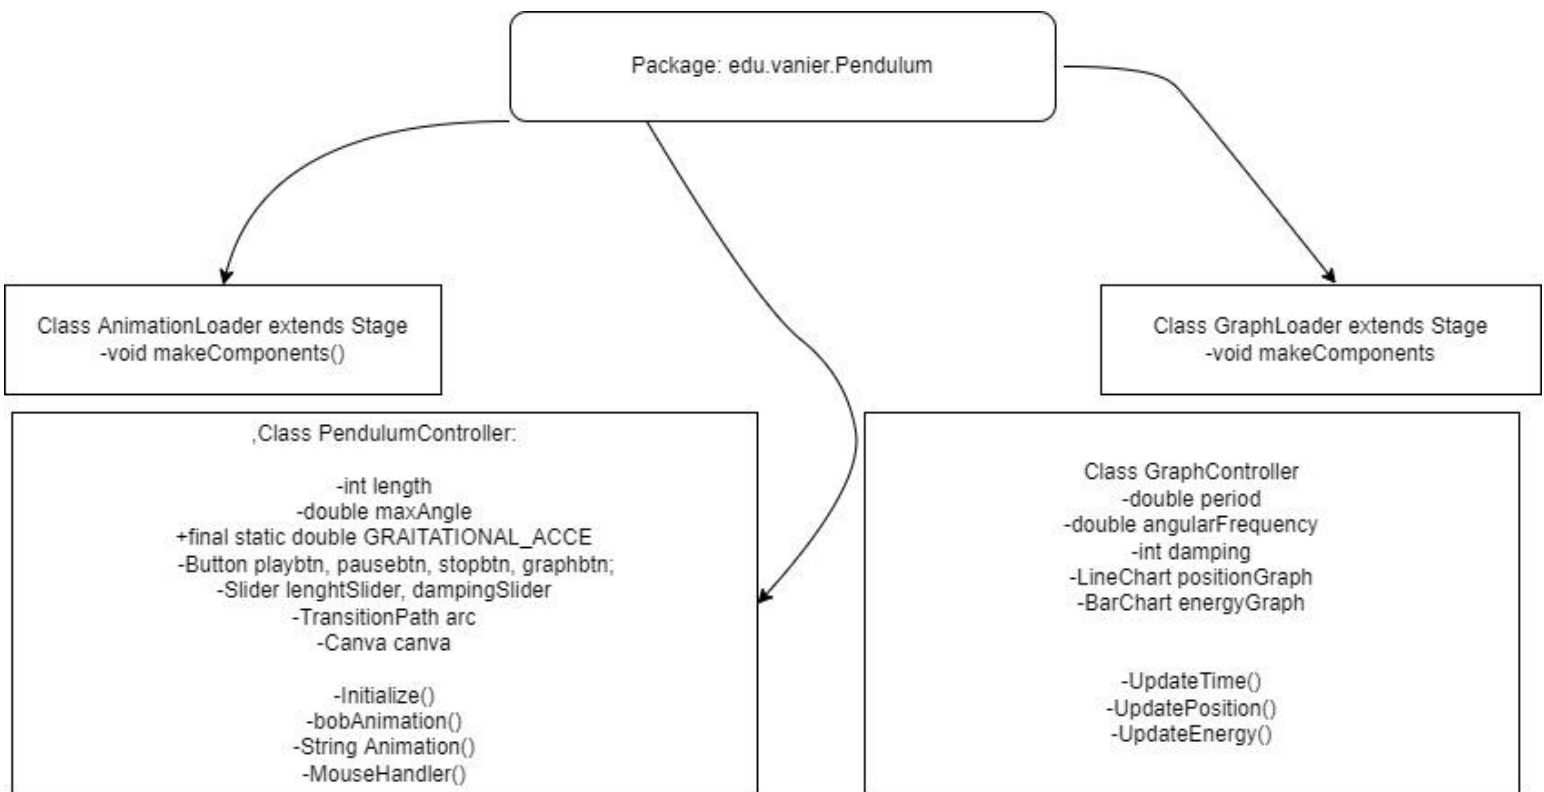 Package: edu.vanier.Pendulum
Class AnimationLoader extends Stage
-void makeComponents()
Class GraphLoader extends Stage
-void makeComponents
,Class PendulumController:
-int length
-double maxAngle
+final static double GRAITATIONAL_ACCE
-Button playbtn, pausebtn, stopbtn, graphbtn;
-Slider lenghtSlider, dampingSlider
-TransitionPath arc
-Canva canva
-Initialize()
-bobAnimation()
-String Animation()
-MouseHandler()
Class GraphController
-double period
-double angularFrequency
-int damping
-LineChart positionGraph
-BarChart energyGraph
-UpdateTime()
-UpdatePosition()
-UpdateEnergy()